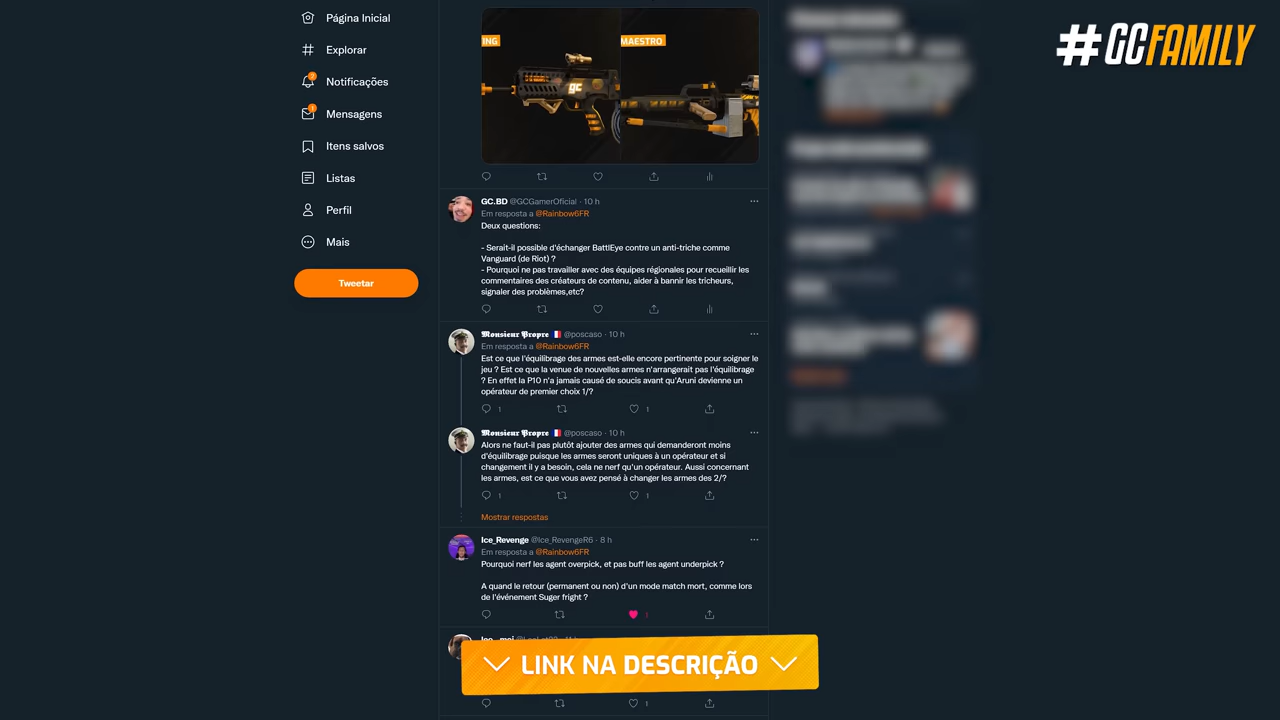 Página Inicial
Explorar
Notificações
Mensagens
Itens salvos
Listas
Perfil
Mais
Tweetar
#GCFAMILY
ING
MAESTRO
gc
GC.BD @GCGamerOficial · 10 h
Em resposta a @Rainbow6FR
Deux questions:
- Serait-il possible d'échanger BattlEye contre un anti-triche comme
Vanguard (de Riot) ?
- Pourquoi ne pas travailler avec des équipes régionales pour recueillir les
commentaires des créateurs de contenu, aider à bannir les tricheurs,
signaler des problèmes,etc?
𝕸𝖔𝖓𝖘𝖎𝖊𝖚𝖗 𝕻𝖗𝖔𝖕𝖗𝖊 @poscaso · 10 h
Em resposta a @Rainbow6FR
Est ce que l'équilibrage des armes est-elle encore pertinente pour soigner le
jeu ? Est ce que la venue de nouvelles armes n'arrangerait pas l'équilibrage
? En effet la P10 n'a jamais causé de soucis avant qu'Aruni devienne un
opérateur de premier choix 1/?
1 1
𝕸𝖔𝖓𝖘𝖎𝖊𝖚𝖗 𝕻𝖗𝖔𝖕𝖗𝖊 @poscaso · 10 h
Alors ne faut-il pas plutôt ajouter des armes qui demanderont moins
d'équilibrage puisque les armes seront uniques à un opérateur et si
changement il y a besoin, cela ne nerf qu'un opérateur. Aussi concernant
les armes, est ce que vous avez pensé à changer les armes des 2/?
1 1
Mostrar respostas
Ice_Revenge @Ice_RevengeR6 · 8 h
Em resposta a @Rainbow6FR
Pourquoi nerf les agent overpick, et pas buff les agent underpick ?
A quand le retour (permanent ou non) d'un mode match mort, comme lors
de l'événement Suger fright ?
LINK NA DESCRIÇÃO
1